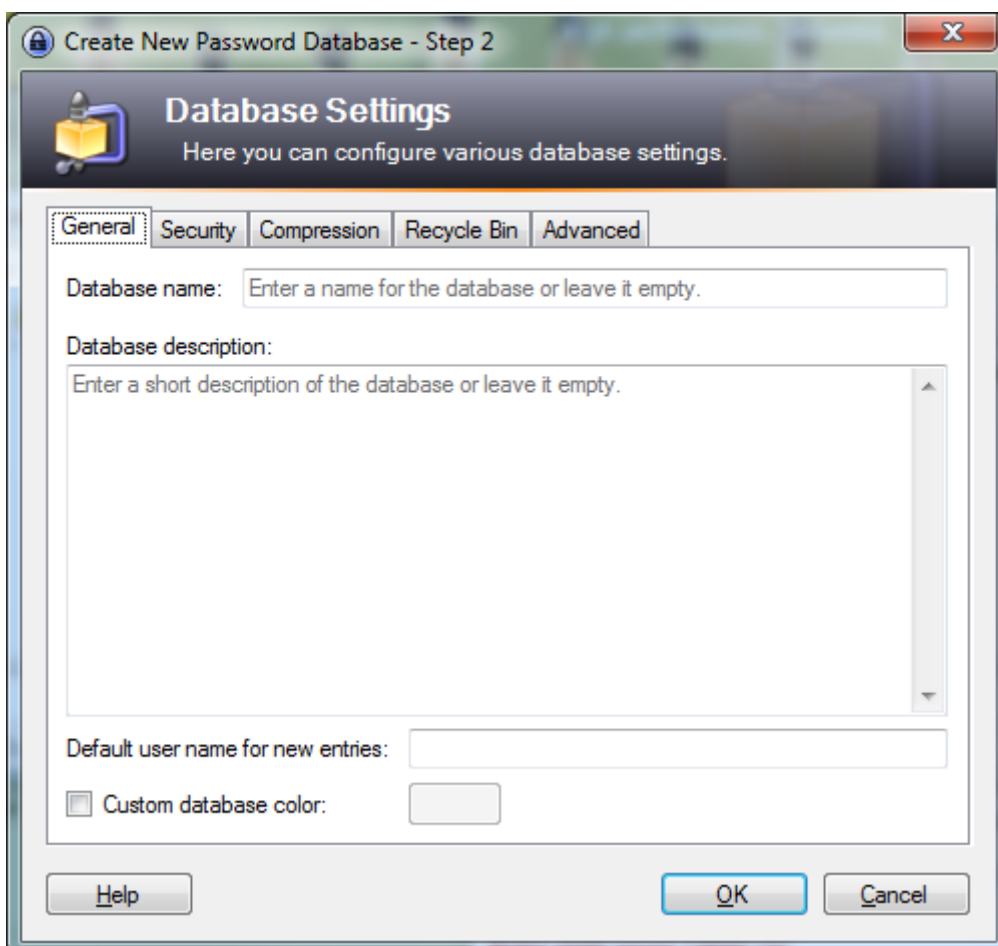 Create New Password Database - Step 2
Database Settings
Here you can configure various database settings.
General Security Compression Recycle Bin Advanced
Database name: Enter a name for the database or leave it empty.
Database description:
Enter a short description of the database or leave it empty.
Default user name for new entries:
Custom database color:
Help OK Cancel